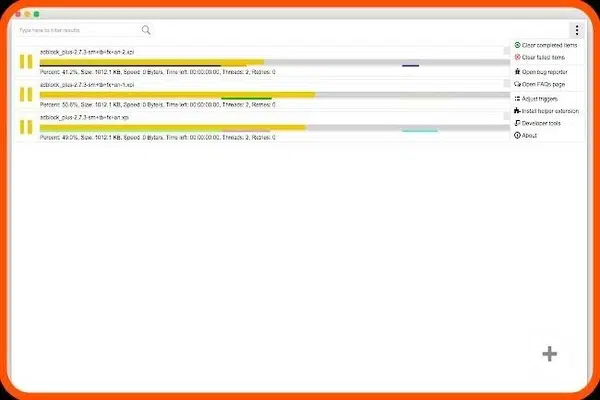 Type here to filter results
adblock_plus-2.7.3-sm+tb+fx+an-2.xpi
Percent: 41.2%, Size: 1012.1 KB, Speed: 0 Byte/s, Time left: 00:00:00:00, Threads: 2, Retries: 0
adblock_plus-2.7.3-sm+tb+fx+an-1.xpi
Percent: 50.6%, Size: 1012.1 KB, Speed: 0 Byte/s, Time left: 00:00:00:00, Threads: 2, Retries: 0
adblock_plus-2.7.3-sm+tb+fx+an.xpi
Percent: 49.0%, Size: 1012.1 KB, Speed: 0 Byte/s, Time left: 00:00:00:00, Threads: 2, Retries: 0
Clear completed items
Clear failed items
Open bug reporter
Open FAQs page
Adjust triggers
Install helper extension
Developer tools
About